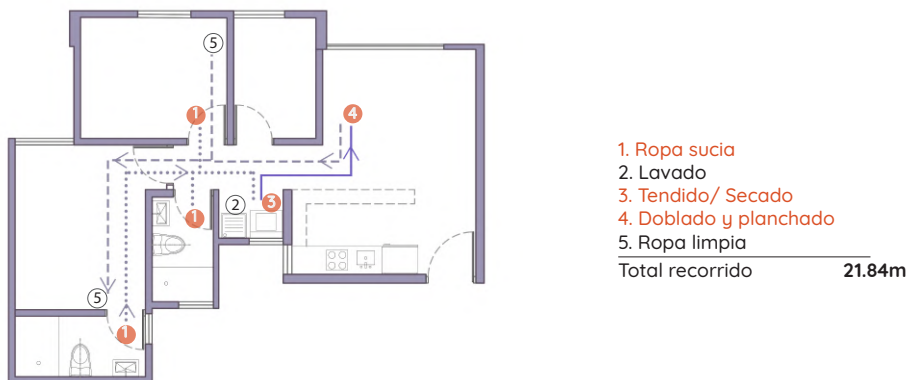 5
1
4
1. Ropa sucia
2. Lavado
3. Tendido/ Secado
4. Doblado y planchado
5. Ropa limpia
Total recorrido 21.84m
2
3
1
5
1